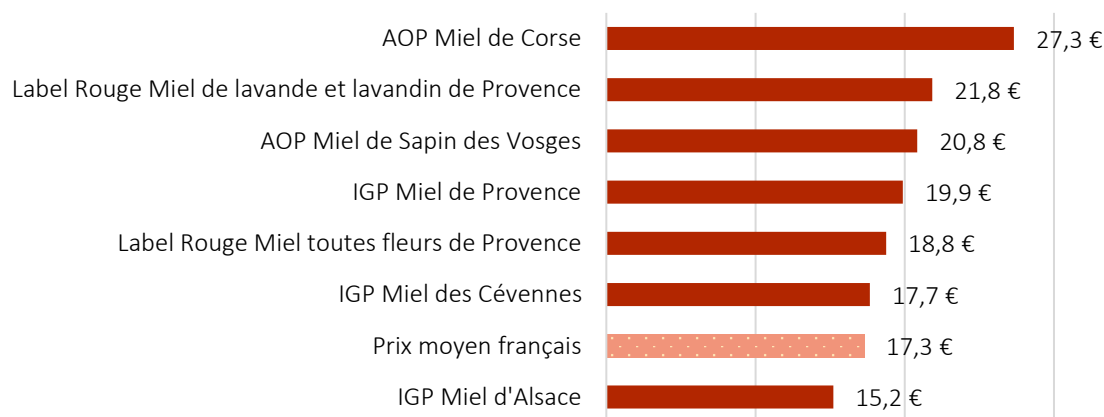 AOP Miel de Corse 27,3 €
Label Rouge Miel de lavande et lavandin de Provence 21,8 €
AOP Miel de Sapin des Vosges 20,8 €
IGP Miel de Provence 19,9 €
Label Rouge Miel toutes fleurs de Provence 18,8 €
IGP Miel des Cévennes 17,7 €
Prix moyen français 17,3 €
IGP Miel d'Alsace 15,2 €